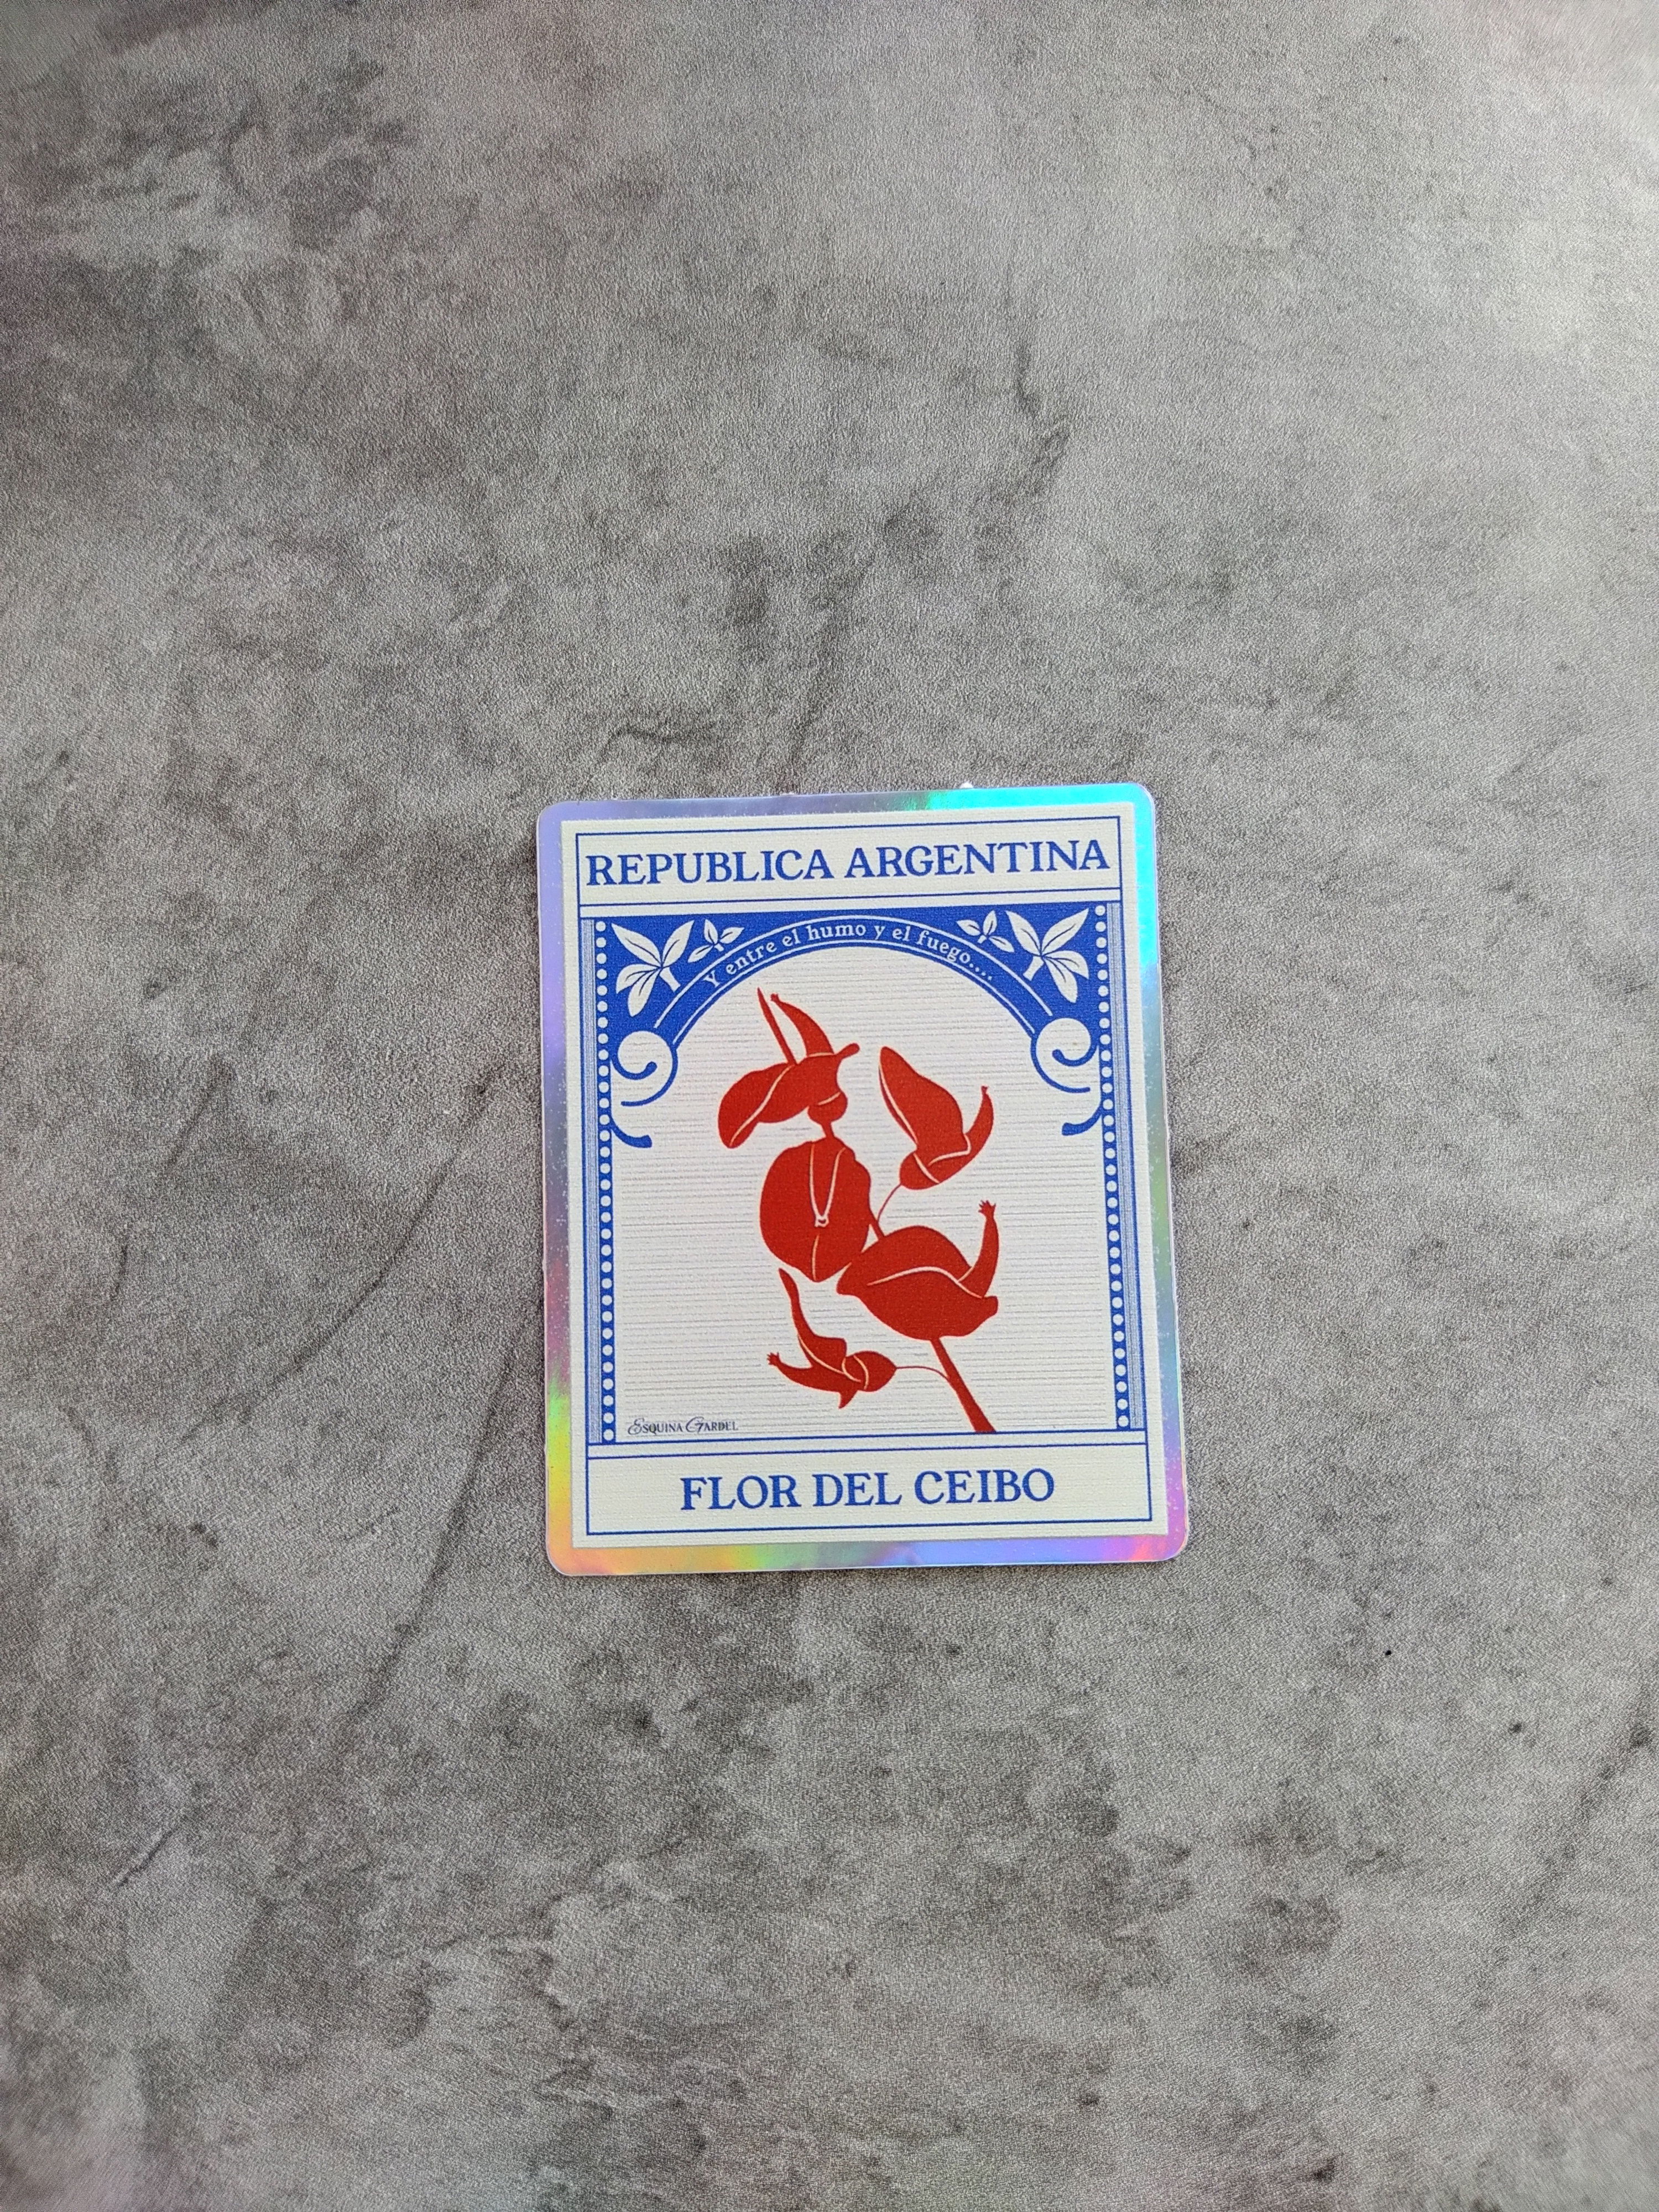 REPUBLICA ARGENTINA
Y entre el humo y el fuego....
ESQUINA GARDEL
FLOR DEL CEIBO